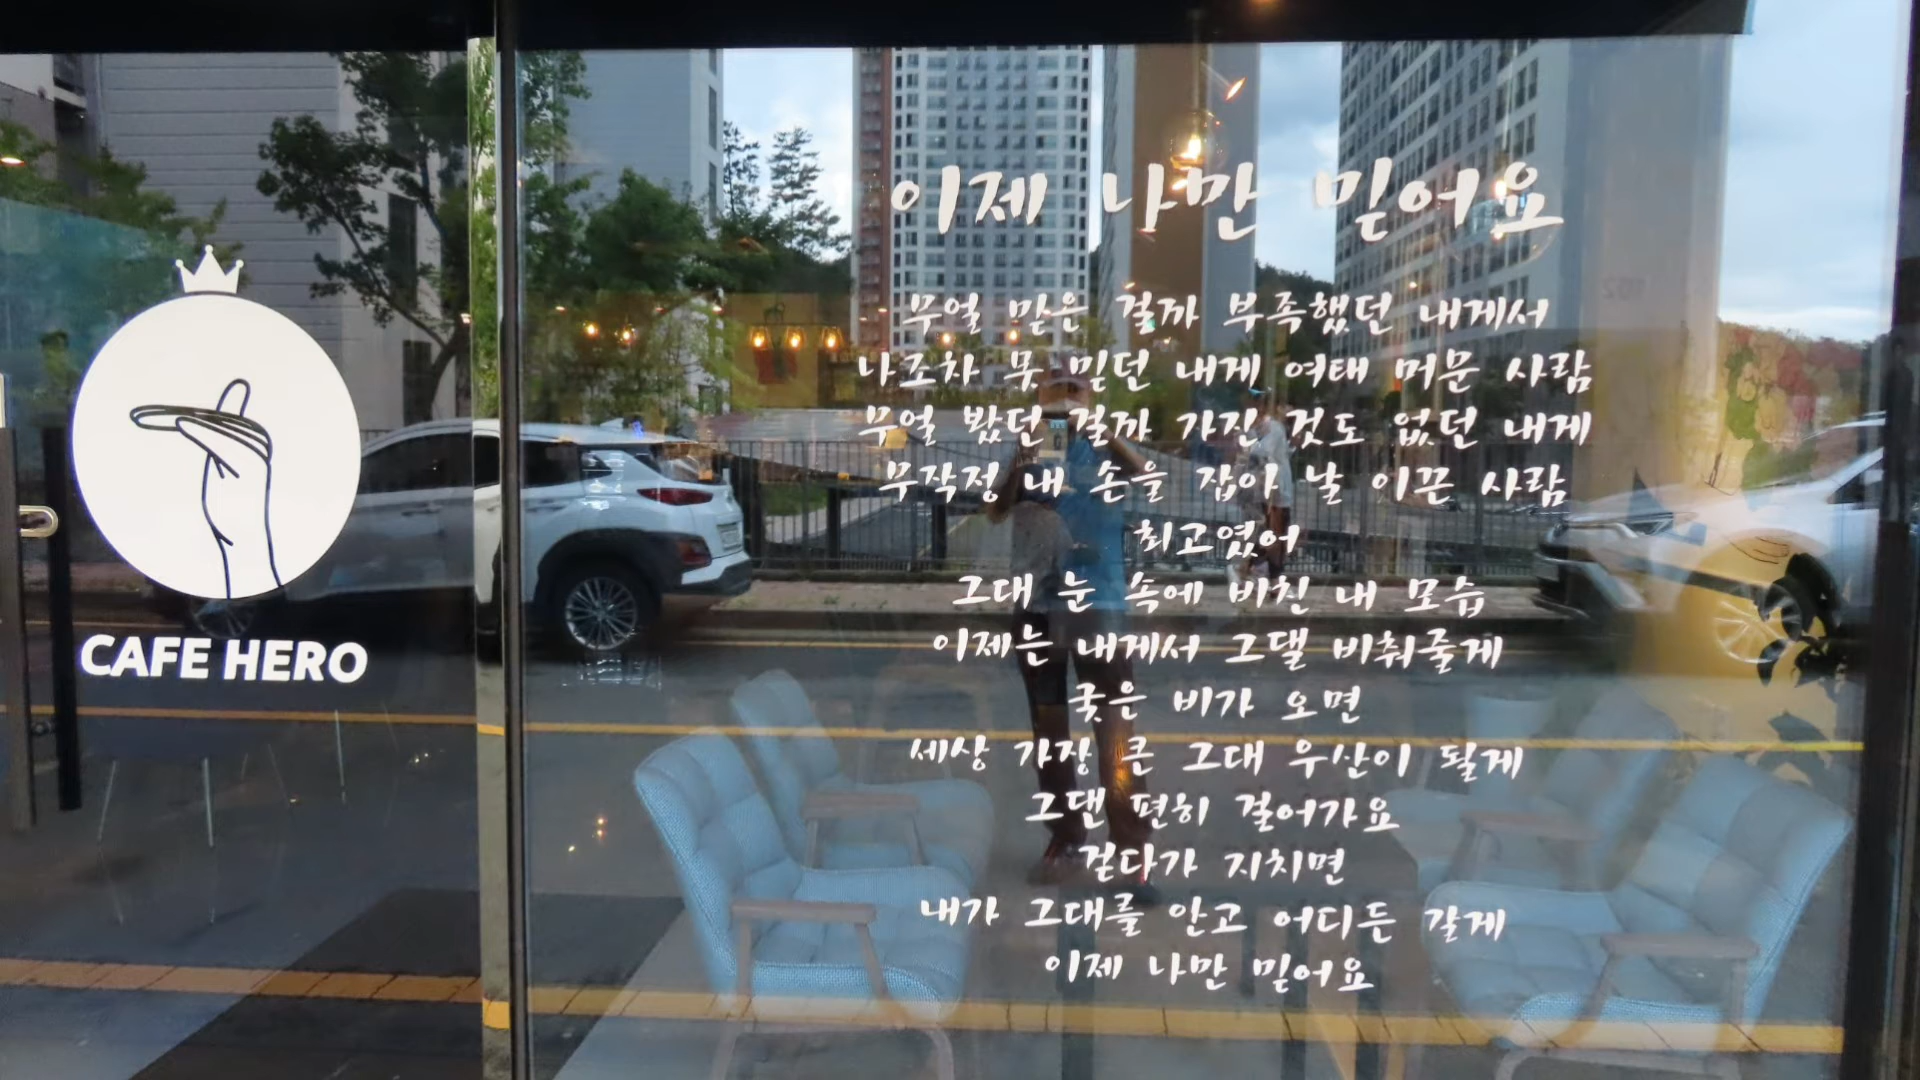 CAFE HERO
이제 나만 믿어요
무얼 믿은 걸까 부족했던 내게서
나조차 못 믿던 내게 여태 머문 사람
무얼 봤던 걸까 가진 것도 없던 내게
무작정 내 손을 잡아 날 이끈 사람
최고였어
그대 눈 속에 비친 내 모습
이제는 내게서 그댈 비춰줄게
궂은 비가 오면
세상 가장 큰 그대 우산이 될게
그댄 편히 걸어가요
걷다가 지치면
내가 그대를 안고 어디든 갈게
이제 나만 믿어요